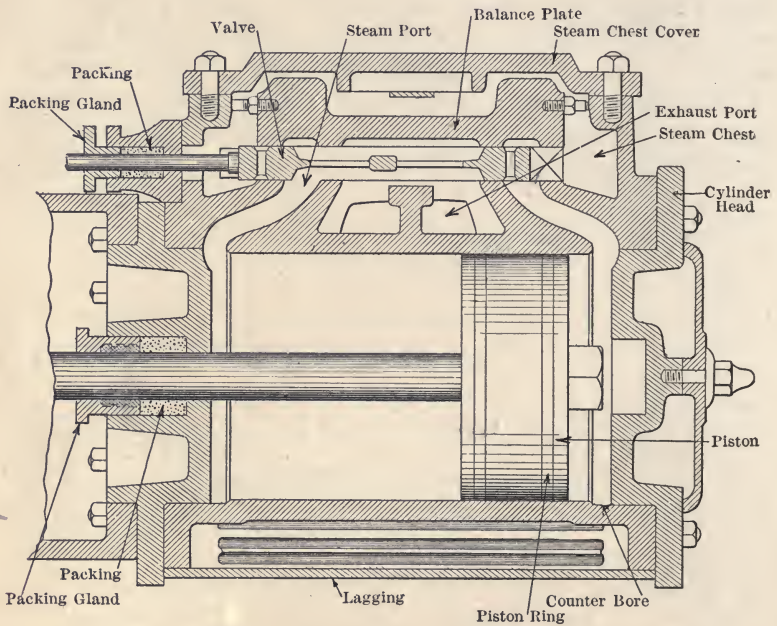 Balance Plate
Valve
Steam Port
Steam Chest Cover
Packing
Packing Gland
Exhaust Port
Steam Chest
Cylinder
Head
Piston
Packing
Packing Gland
Lagging
Counter Bore
Piston Ring